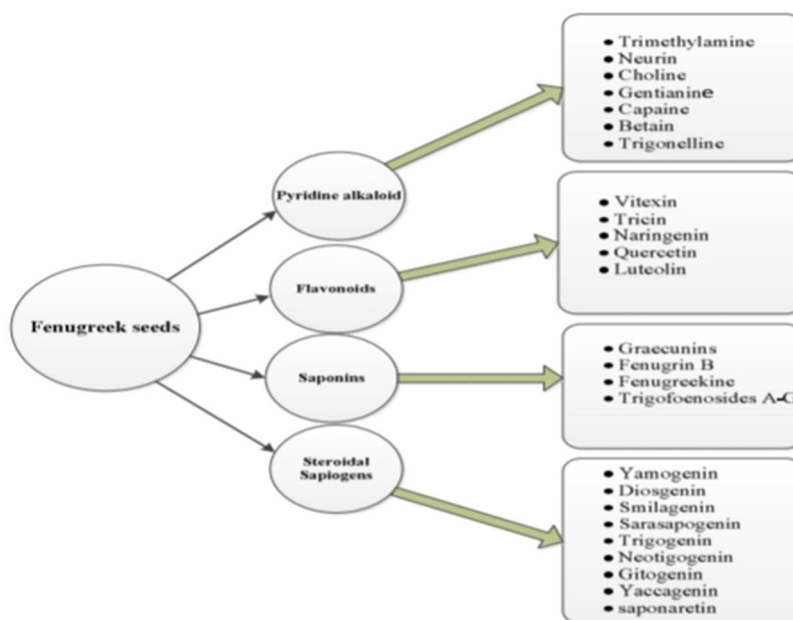 Fenugreek seeds
Pyridine alkaloid
• Trimethylamine
• Neurin
• Choline
• Gentianine
• Capaine
• Betain
• Trigonelline
Flavonoids
• Vitexin
• Tricin
• Naringenin
• Quercetin
• Luteolin
Saponins
• Graecunins
• Fenugrin B
• Fenugreekine
• Trigofoenosides A-G
Steroidal
Sapiogens
• Yamogenin
• Diosgenin
• Smilagenin
• Sarasapogenin
• Trigogenin
• Neotigogenin
• Gitogenin
• Yaccagenin
• saponaretin